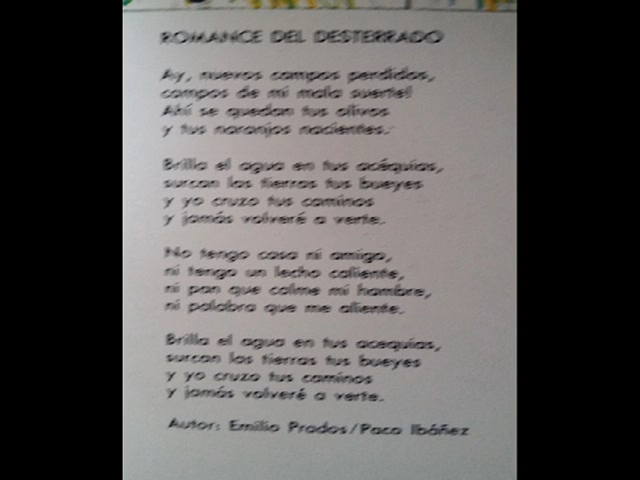 ROMANCE DEL DESTERRADO
Ay, nuevos campos perdidos,
campos de mi mala suerte!
Ahí se quedan tus olivos
y tus naranjos nacientes.
Brilla el agua en tus acéquias,
surcan las tierras tus bueyes
y yo cruzo tus caminos
y jamás volveré a verte.
No tengo casa ni amigo,
ni tengo un lecho caliente,
ni pan que calme mi hambre,
ni palabra que me aliente.
Brilla el agua en tus acequias,
surcan las tierras tus bueyes
y yo cruzo tus caminos
y jamás volveré a verte.
Autor: Emilio Prados/Paco Ibáñez